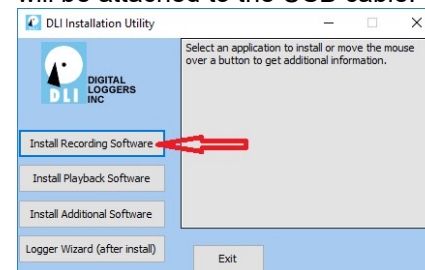 will be attached to the USB cable.
DLI Installation Utility
Select an application to install or move the mouse
over a button to get additional information.
DIGITAL
LOGGERS
INC
DLI
Install Recording Software
Install Playback Software
Install Additional Software
Logger Wizard (after install)
Exit